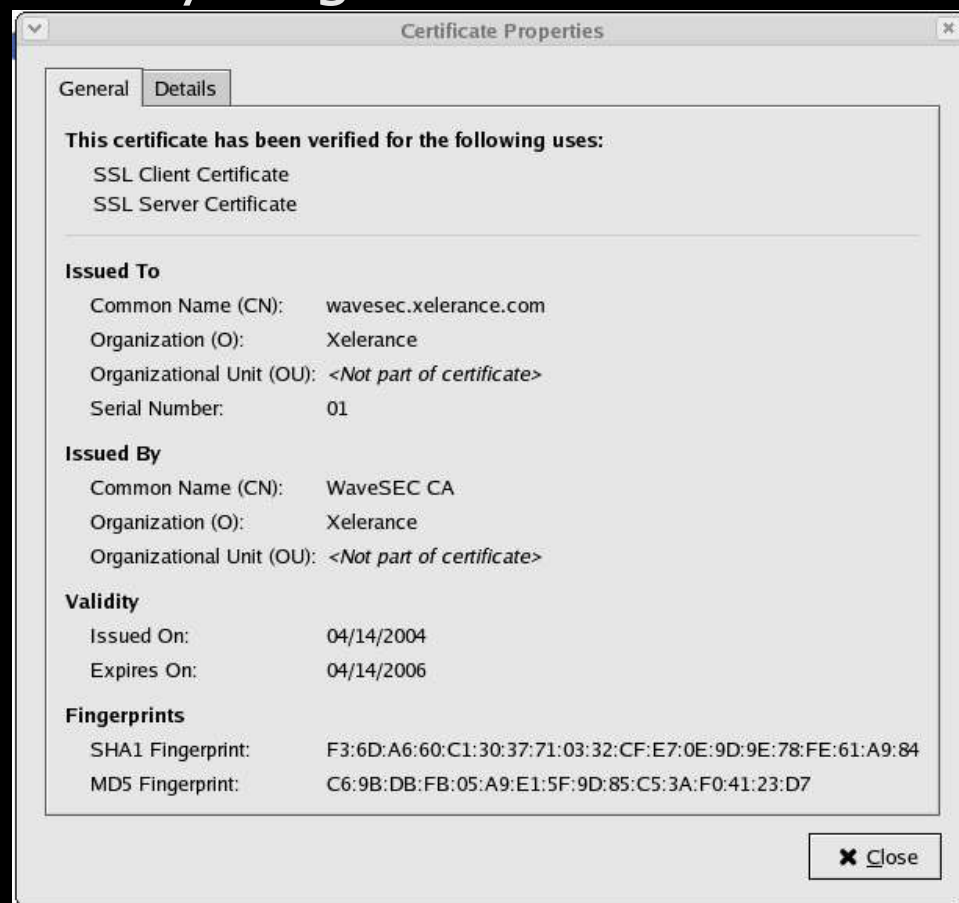 Certificate Properties
General Details
This certificate has been verified for the following uses:
SSL Client Certificate
SSL Server Certificate
Issued To
Common Name (CN): wavesec.xelerance.com
Organization (O): Xelerance
Organizational Unit (OU): <Not part of certificate>
Serial Number: 01
Issued By
Common Name (CN): WaveSEC CA
Organization (O): Xelerance
Organizational Unit (OU): <Not part of certificate>
Validity
Issued On: 04/14/2004
Expires On: 04/14/2006
Fingerprints
SHA1 Fingerprint: F3:6D:A6:60:C1:30:37:71:03:32:CF:E7:0E:9D:9E:78:FE:61:A9:84
MD5 Fingerprint: C6:9B:DB:FB:05:A9:E1:5F:9D:85:C5:3A:F0:41:23:D7
Close